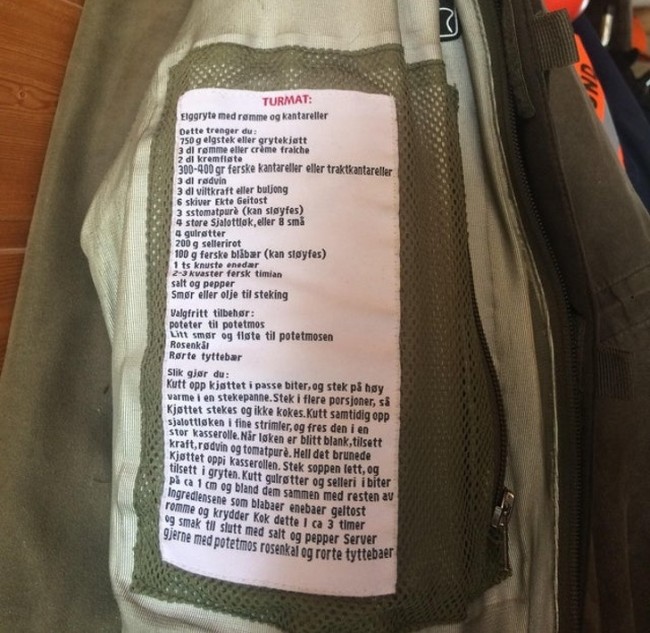 TURMAT:
Elggryte med rømme og kantareller
Dette trenger du:
750 g elgstek eller grytekjøtt
3 dl rømme eller crème fraiche
2 dl kremfløte
300-400 gr ferske kantareller eller traktkantareller
3 dl rødvin
3 dl viltkraft eller buljong
6 skiver Ekte Geitost
3 sstomatpurè (kan sløyfes)
4 store Sjalottløk,eller 8 små
4 gulrøtter
200 g sellerirot
100 g ferske blåbær (kan sløyfes)
1 ts knuste enebær
2-3 kvaster fersk timian
salt og pepper
Smør eller olje til steking
Valgfritt tilbehør:
poteter til potetmos
Litt smør og fløte til potetmosen
Rosenkål
Rørte tyttebær
Slik gjør du:
Kutt opp kjøttet i passe biter,og stek på høy
varme i en stekepanne.Stek i flere porsjoner, så
Kjøttet stekes og ikke kokes.Kutt samtidig opp
sjalottløken i fine strimler,og fres den i en
stor kasserolle.Når løken er blitt blank,tilsett
kraft,rødvin og tomatpurè. Hell det brunede
Kjøttet oppi kasserollen. Stek soppen lett,og
tilsett i gryten. Kutt gulrøtter og selleri i biter
på ca 1 cm og bland dem sammen med resten av
Ingrediensene som blabaer enebaer geitost
romme og krydder Kok dette I ca 3 timer
og smak til slutt med salt og pepper Server
gjerne med potetmos rosenkal og rorte tyttebaer